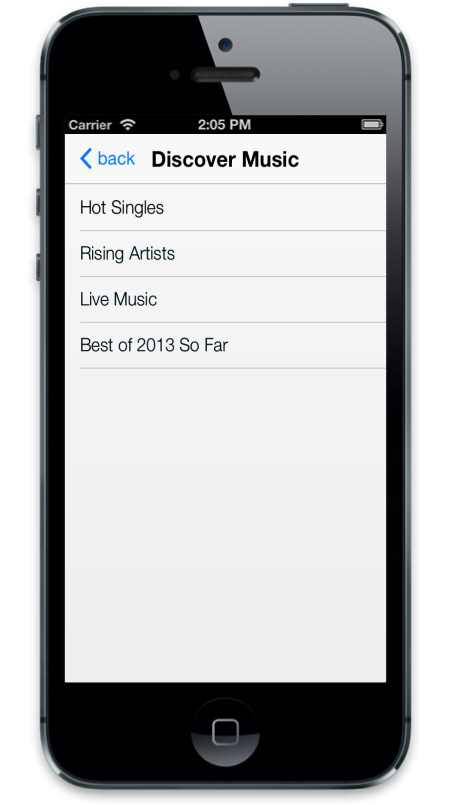 Carrier 2:05 PM
back Discover Music
Hot Singles
Rising Artists
Live Music
Best of 2013 So Far